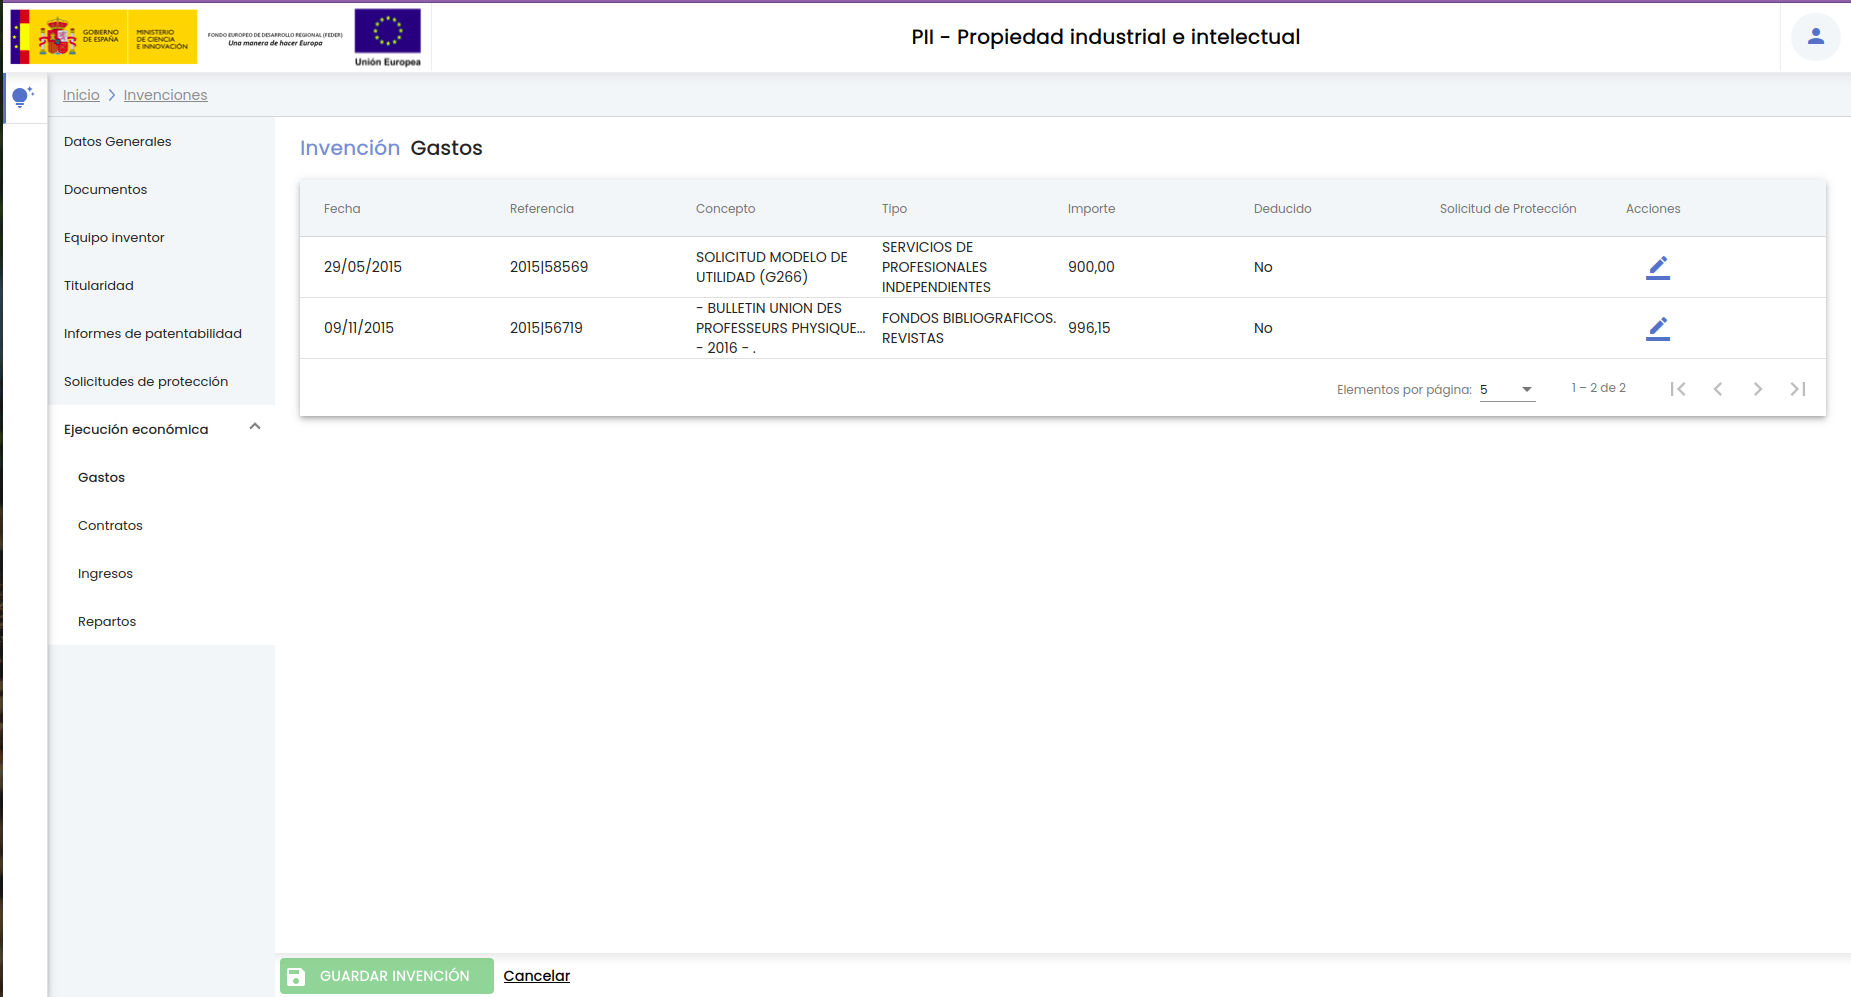 GOBIERNO
DE ESPAÑA
MINISTERIO
DE CIENCIA
E INNOVACIÓN
FONDO EUROPEO DE DESARROLLO REGIONAL (FEDER)
Una manera de hacer Europa
Unión Europea
PII - Propiedad industrial e intelectual
Inicio > Invenciones
Datos Generales
Documentos
Equipo inventor
Titularidad
Informes de patentabilidad
Solicitudes de protección
Ejecución económica
Gastos
Contratos
Ingresos
Repartos
Invención Gastos
Fecha Referencia Concepto Tipo Importe Deducido Solicitud de Protección Acciones
29/05/2015 2015|58569 SOLICITUD MODELO DE UTILIDAD (G266) SERVICIOS DE PROFESIONALES INDEPENDIENTES 900,00 No
09/11/2015 2015|56719 - BULLETIN UNION DES PROFESSEURS PHYSIQUE... - 2016 - . FONDOS BIBLIOGRAFICOS. REVISTAS 996,15 No
Elementos por página: 5 1 – 2 de 2
GUARDAR INVENCIÓN Cancelar